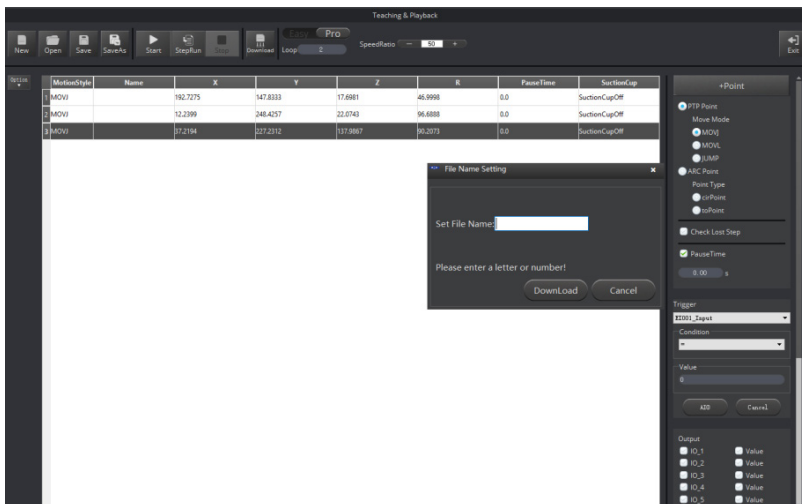 Teaching & Playback
Easy Pro
New Open Save SaveAs Start StepRun Stop Download Loop 2 SpeedRatio − 50 + Exit
Option
MotionStyle Name X Y Z R PauseTime SuctionCup
1 MOVJ 192.7275 147.8333 17.6981 46.9998 0.0 SuctionCupOff
2 MOVJ 12.2399 248.4257 22.0743 96.6888 0.0 SuctionCupOff
3 MOVJ 37.2194 227.2312 137.9867 90.2073 0.0 SuctionCupOff
File Name Setting x
Set File Name:
Please enter a letter or number!
DownLoad Cancel
+Point
PTP Point
Move Mode
MOVJ
MOVL
JUMP
ARC Point
Point Type
cirPoint
toPoint
Check Lost Step
PauseTime
0.00 s
Trigger
EIO01_Input
Condition
=
Value
0
ADD Cancel
Output
IO_1 Value
IO_2 Value
IO_3 Value
IO_4 Value
IO_5 Value